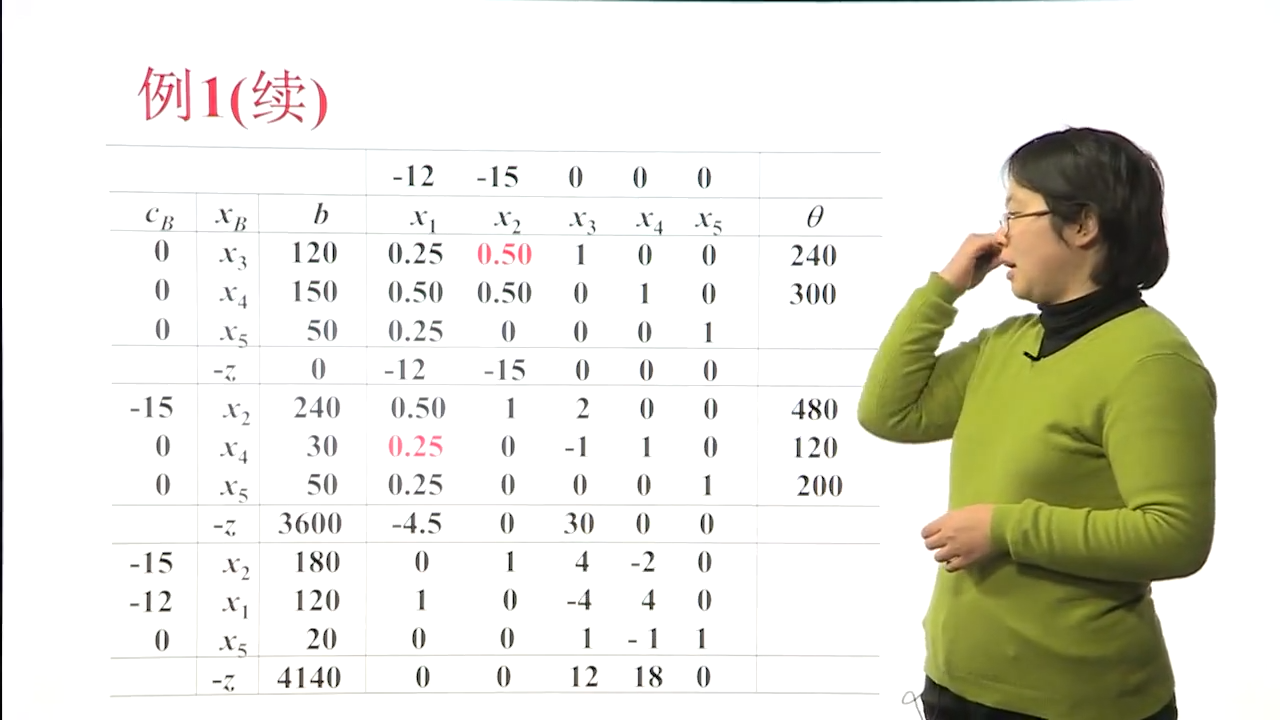 例1(续)
-12 -15 0 0 0
c_B x_B b x_1 x_2 x_3 x_4 x_5 θ
0 x_3 120 0.25 0.50 1 0 0 240
0 x_4 150 0.50 0.50 0 1 0 300
0 x_5 50 0.25 0 0 0 1
-z 0 -12 -15 0 0 0
-15 x_2 240 0.50 1 2 0 0 480
0 x_4 30 0.25 0 -1 1 0 120
0 x_5 50 0.25 0 0 0 1 200
-z 3600 -4.5 0 30 0 0
-15 x_2 180 0 1 4 -2 0
-12 x_1 120 1 0 -4 4 0
0 x_5 20 0 0 1 - 1 1
-z 4140 0 0 12 18 0